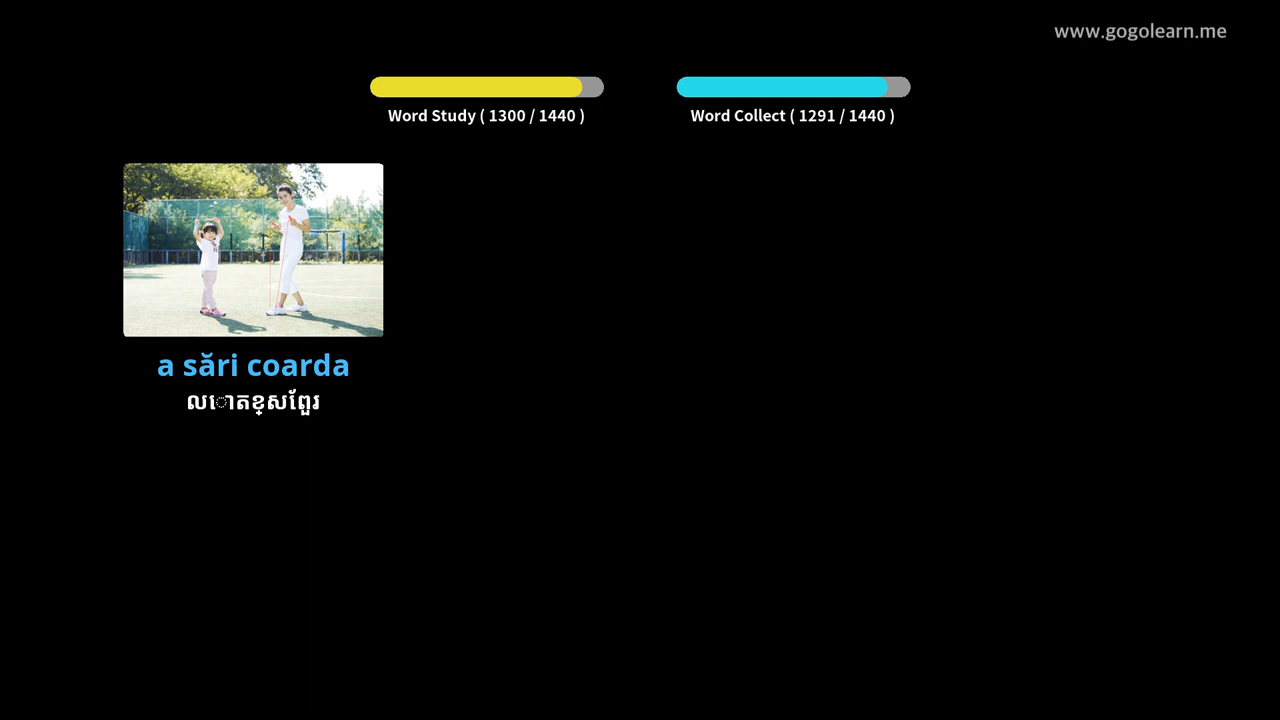 www.gogolearn.me
Word Study ( 1300 / 1440 )
Word Collect ( 1291 / 1440 )
a sări coarda
លោតខ្សែពួរ